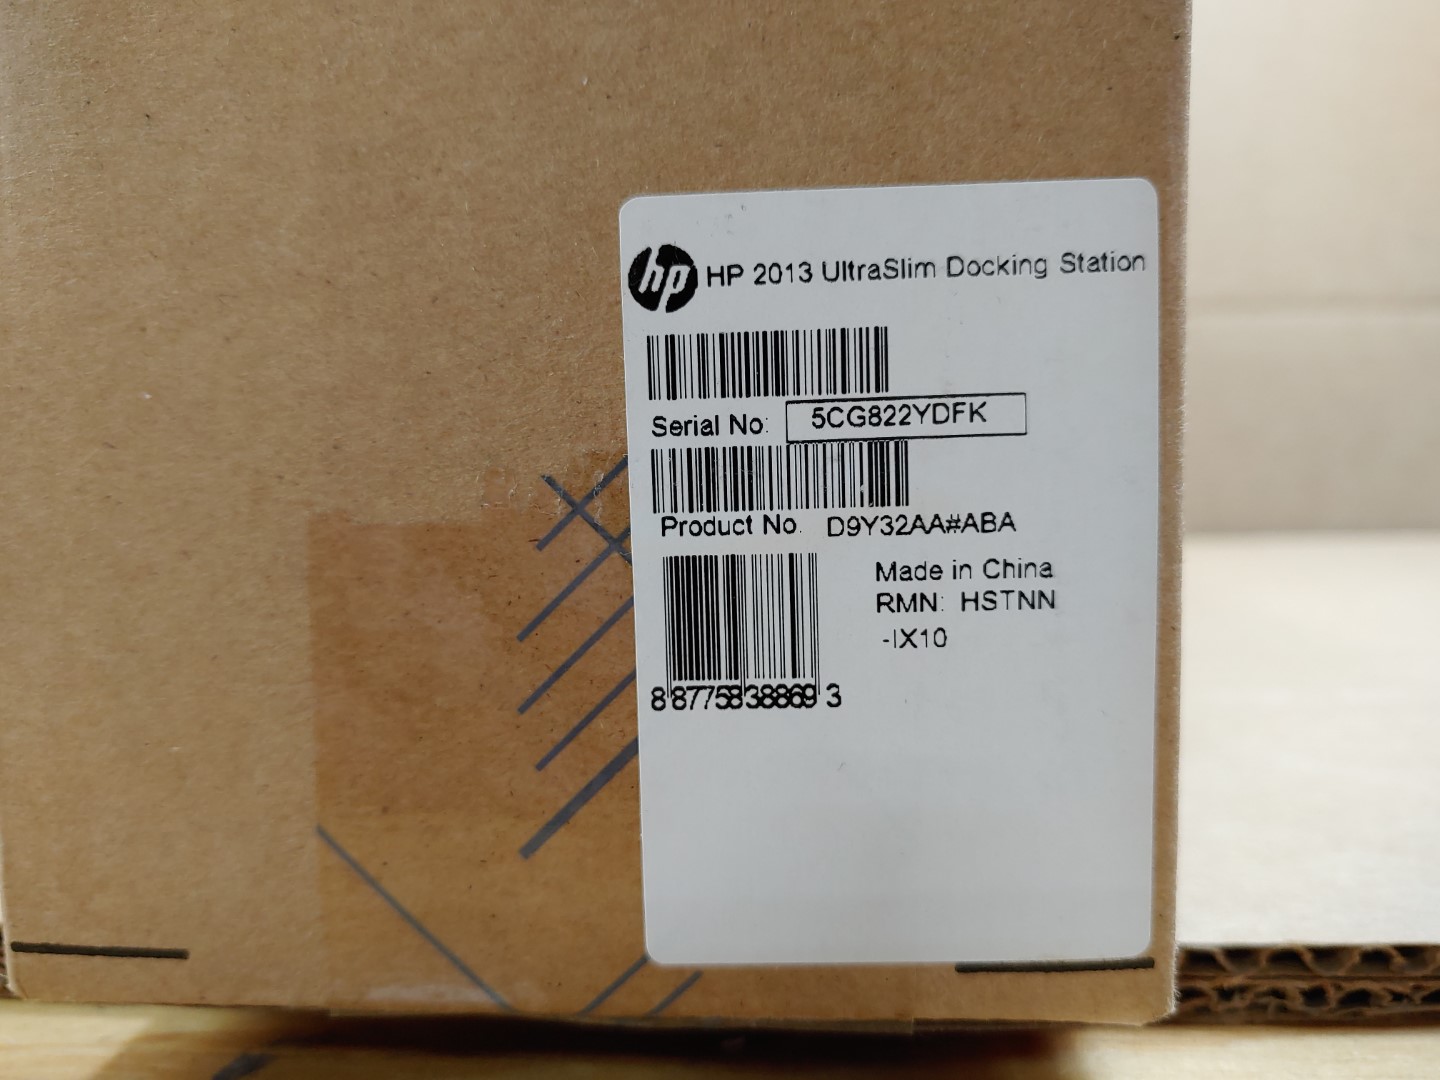 hp HP 2013 UltraSlim Docking Station
Serial No: 5CG822YDFK
Product No. D9Y32AA#ABA
Made in China
RMN: HSTNN
-IX10
8 87758 38869 3